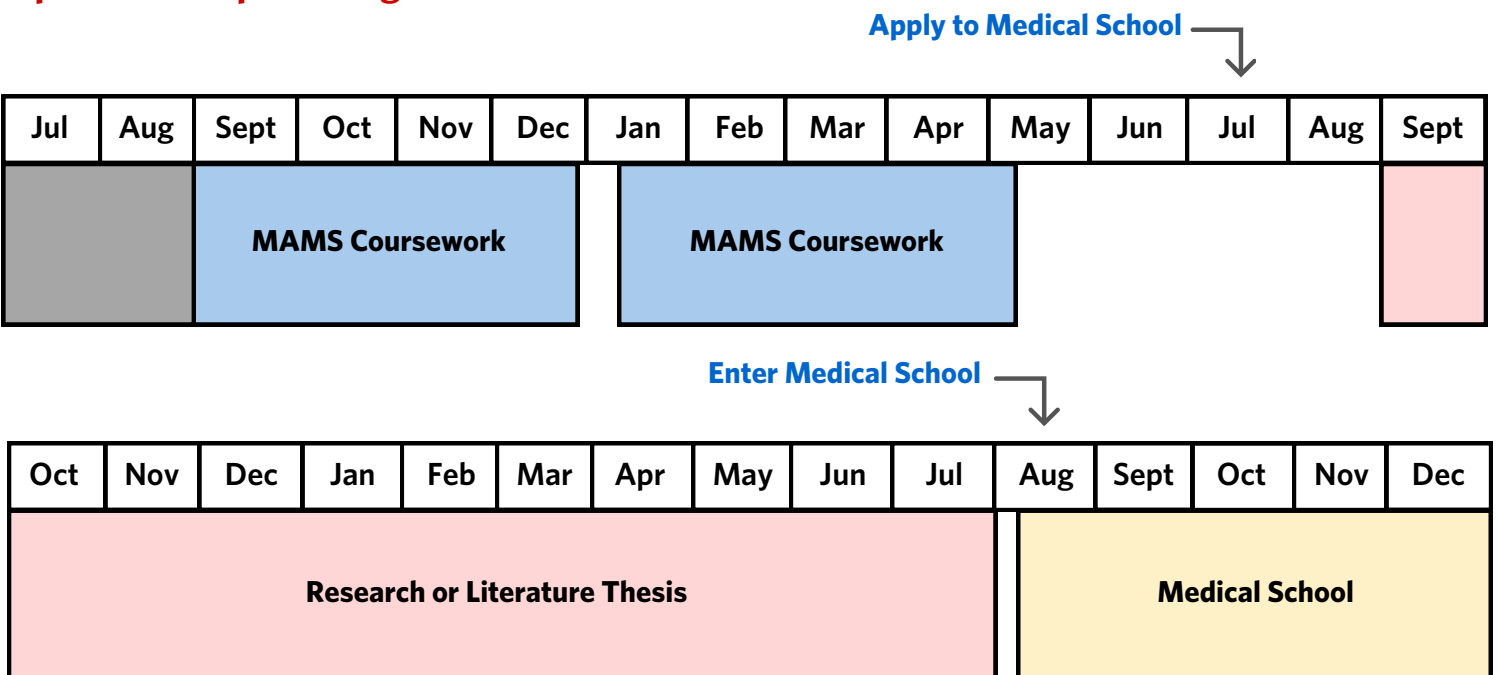 Apply to Medical School
Jul Aug Sept Oct Nov Dec Jan Feb Mar Apr May Jun Jul Aug Sept
MAMS Coursework MAMS Coursework
Enter Medical School
Oct Nov Dec Jan Feb Mar Apr May Jun Jul Aug Sept Oct Nov Dec
Research or Literature Thesis Medical School